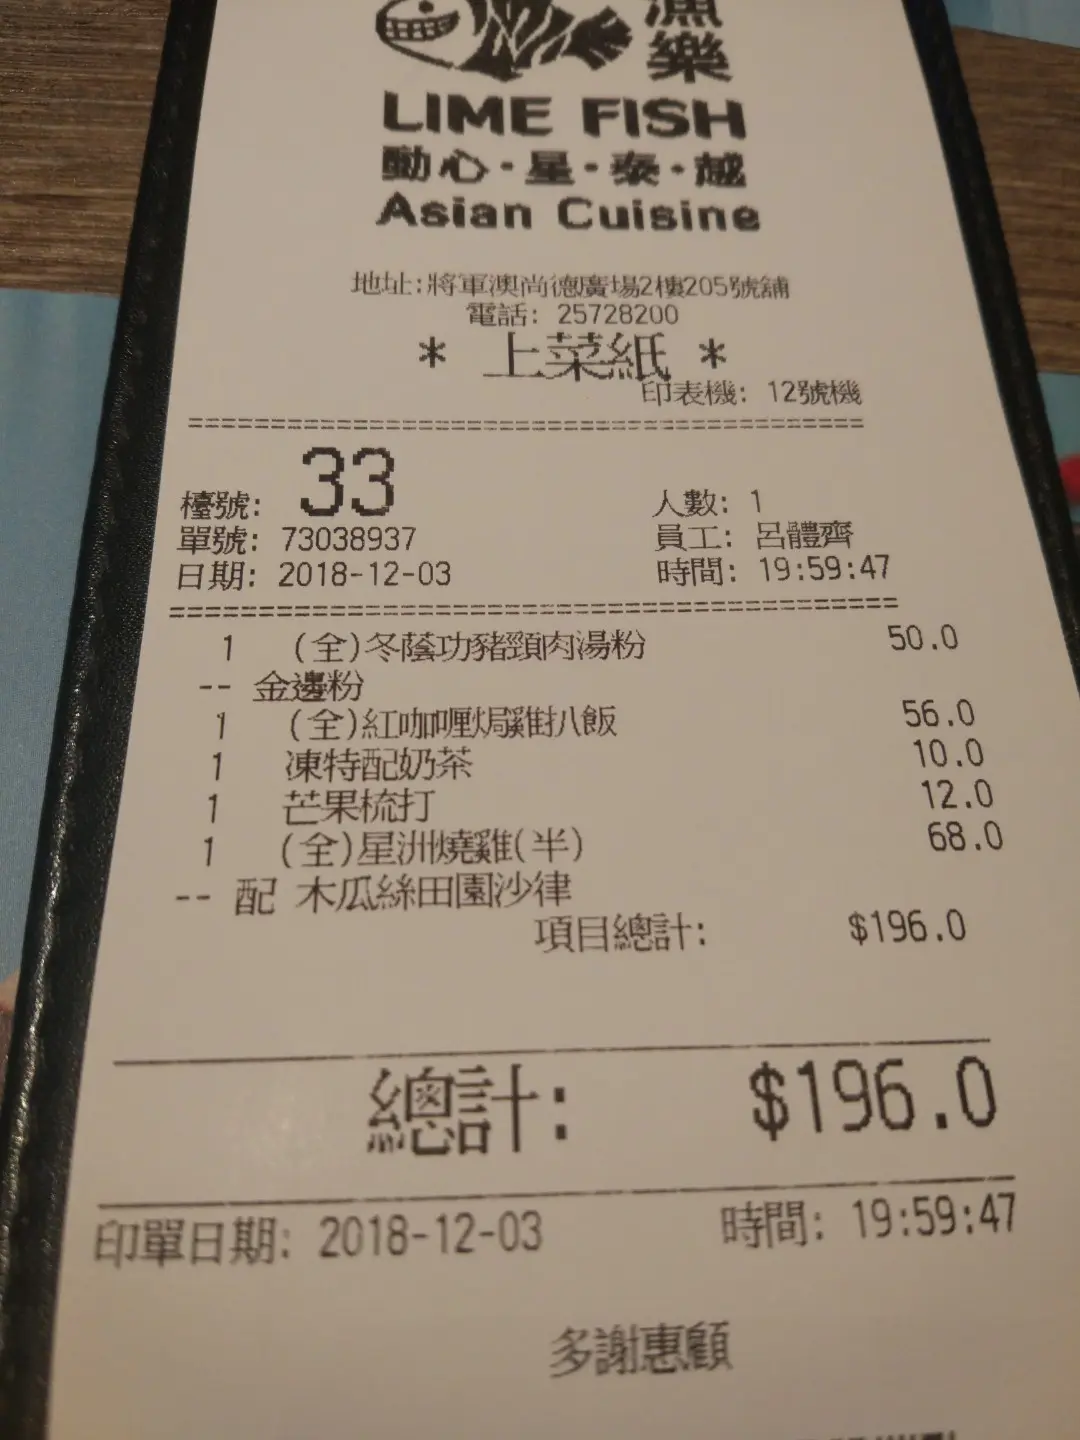 漁樂
LIME FISH
動心·星·泰·越
Asian Cuisine
地址:將軍澳尚德廣場2樓205號舖
電話: 25728200
* 上菜紙 *
印表機: 12號機
檯號: 33 人數: 1
單號: 73038937 員工: 呂體齊
日期: 2018-12-03 時間: 19:59:47
1 (全)冬蔭功豬頸肉湯粉 50.0
-- 金邊粉
1 (全)紅咖喱焗雞扒飯 56.0
1 凍特配奶茶 10.0
1 芒果梳打 12.0
1 (全)星洲燒雞(半) 68.0
-- 配 木瓜絲田園沙律
項目總計: $196.0
總計: $196.0
印單日期: 2018-12-03 時間: 19:59:47
多謝惠顧